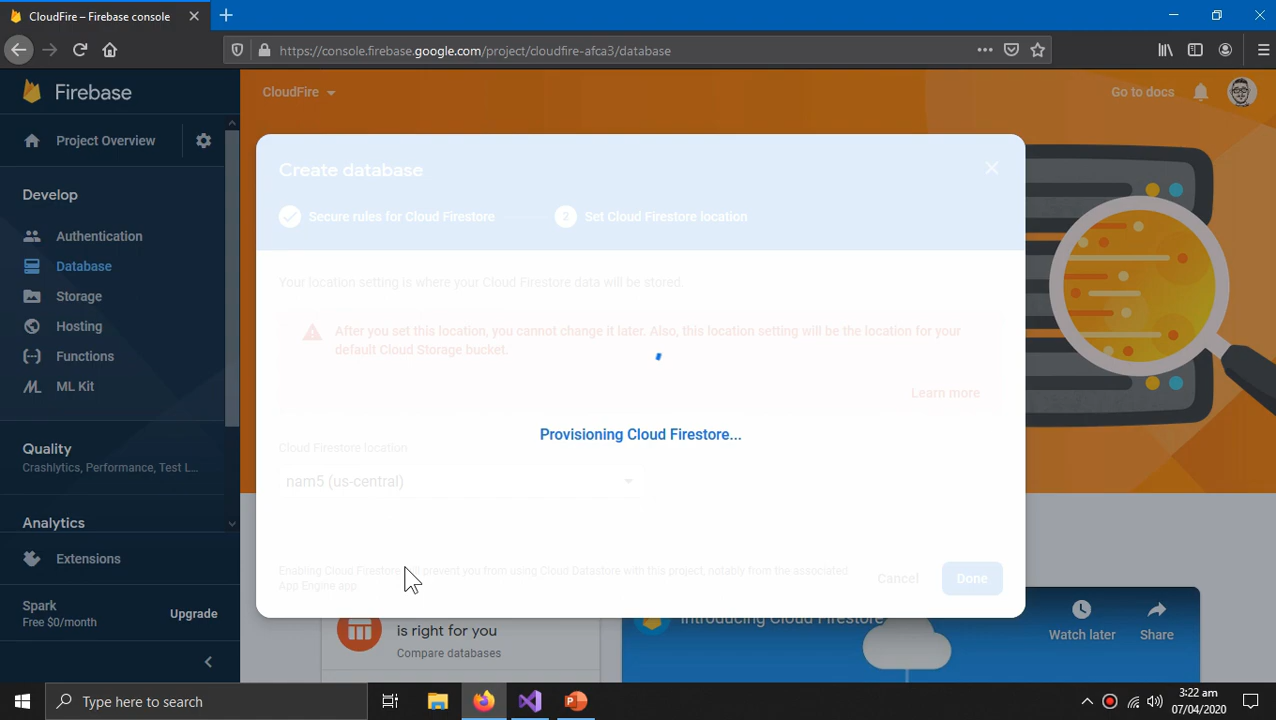 CloudFire – Firebase console
https://console.firebase.google.com/project/cloudfire-afca3/database
Firebase
CloudFire
Go to docs
Project Overview
Create database
Secure rules for Cloud Firestore
2
Set Cloud Firestore location
Develop
Authentication
Database
Storage
Hosting
Functions
ML Kit
Your location setting is where your Cloud Firestore data will be stored.
After you set this location, you cannot change it later. Also, this location setting will be the location for your
default Cloud Storage bucket.
Learn more
Provisioning Cloud Firestore...
Cloud Firestore location
nam5 (us-central)
Quality
Crashlytics, Performance, Test L...
Analytics
Extensions
Enabling Cloud Firestore prevent you from using Cloud Datastore with this project, notably from the associated
App Engine app.
Cancel
Done
Spark
Free $0/month
Upgrade
is right for you
Compare databases
Introducing Cloud Firestore
Watch later
Share
Type here to search
3:22 am
07/04/2020